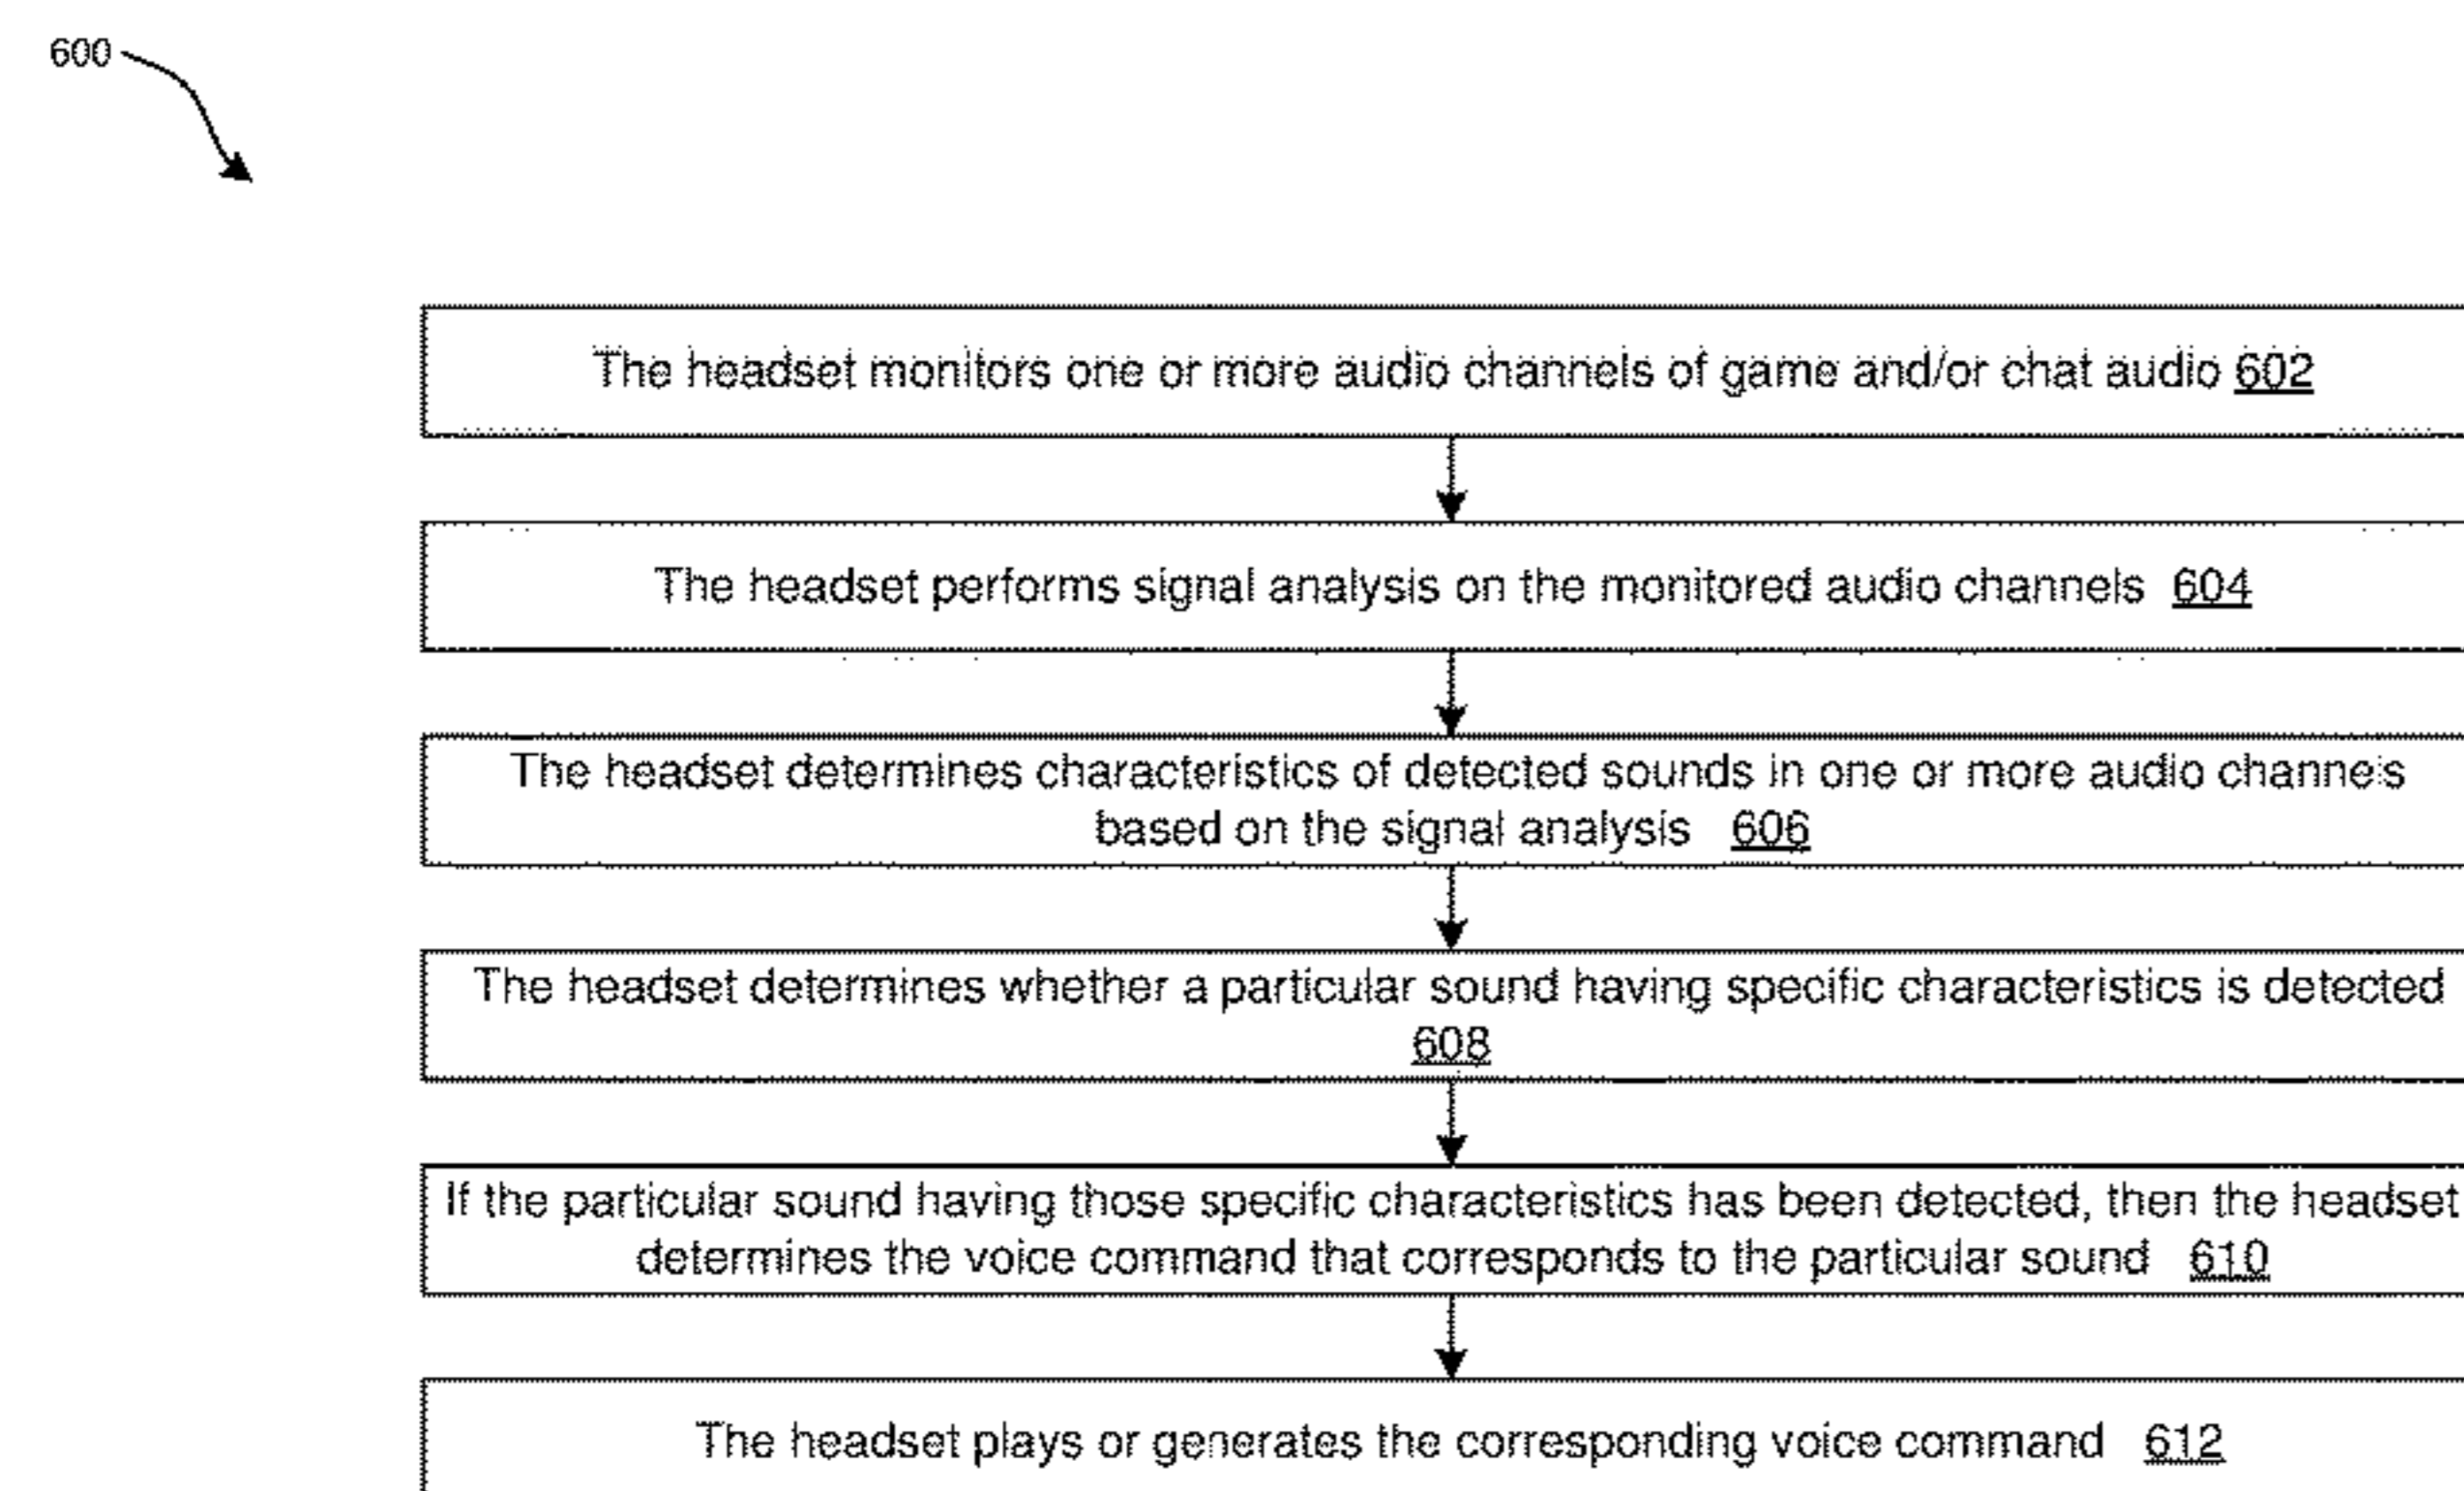 600
The headset monitors one or more audio channels of game and/or chat audio 602
The headset performs signal analysis on the monitored audio channels 604
The headset determines characteristics of detected sounds in one or more audio channels
based on the signal analysis 606
The headset determines whether a particular sound having specific characteristics is detected
608
If the particular sound having those specific characteristics has been detected, then the headset
determines the voice command that corresponds to the particular sound 610
The headset plays or generates the corresponding voice command 612